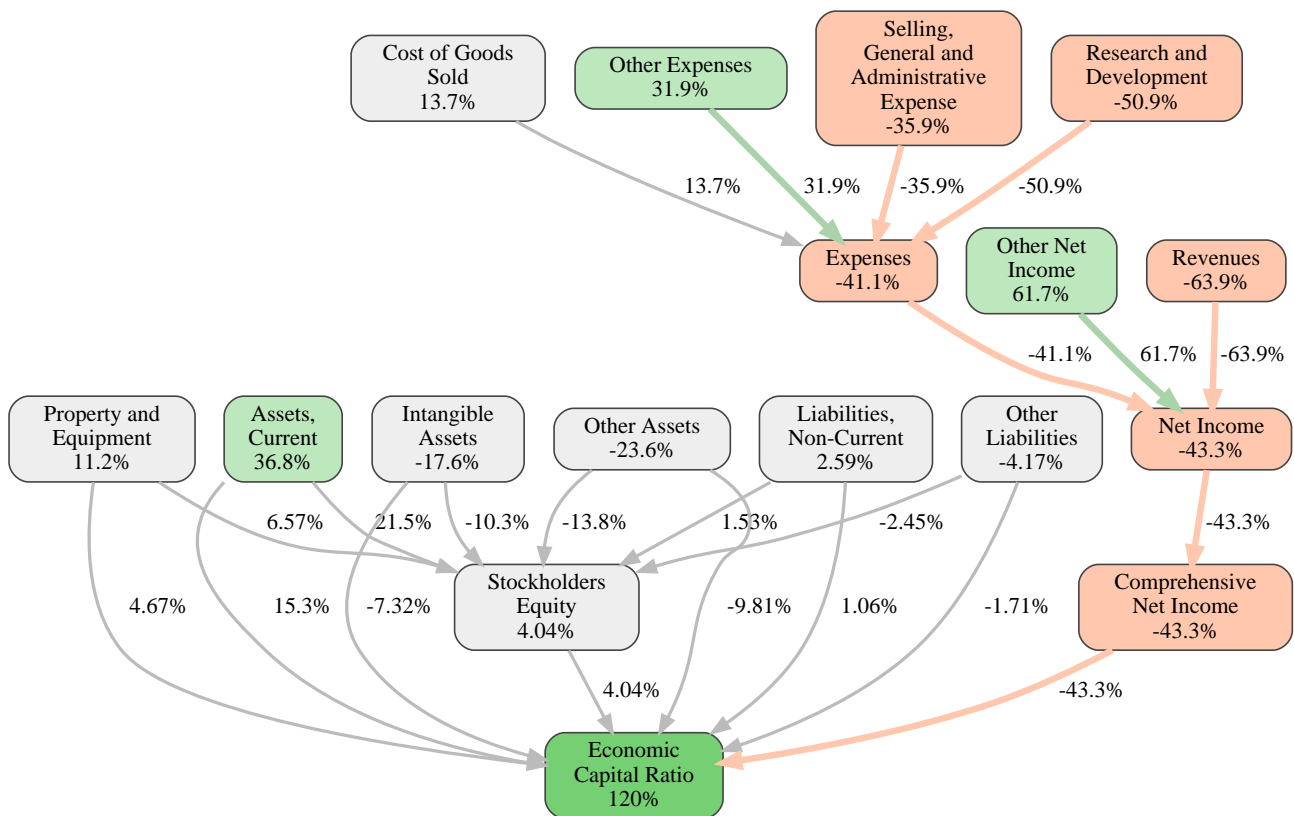 Cost of Goods
Sold
13.7%
Other Expenses
31.9%
Selling,
General and
Administrative
Expense
-35.9%
Research and
Development
-50.9%
13.7%
31.9%
-35.9%
-50.9%
Expenses
-41.1%
Other Net
Income
61.7%
Revenues
-63.9%
-41.1%
61.7%
-63.9%
Property and
Equipment
11.2%
Assets,
Current
36.8%
Intangible
Assets
-17.6%
Other Assets
-23.6%
Liabilities,
Non-Current
2.59%
Other
Liabilities
-4.17%
Net Income
-43.3%
6.57%
21.5%
-10.3%
-13.8%
1.53%
-2.45%
-43.3%
Stockholders
Equity
4.04%
Comprehensive
Net Income
-43.3%
4.67%
15.3%
-7.32%
-9.81%
1.06%
-1.71%
4.04%
-43.3%
Economic
Capital Ratio
120%